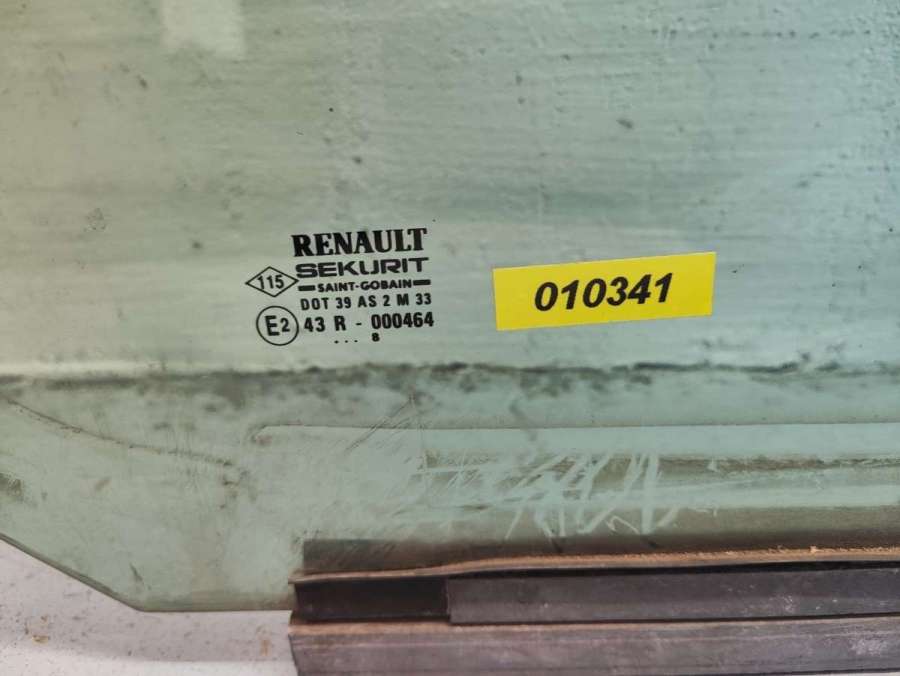 RENAULT
SEKURIT
115
SAINT-GOBAIN
DOT 39 AS 2 M 33
E2 43 R - 000464
... 8
010341